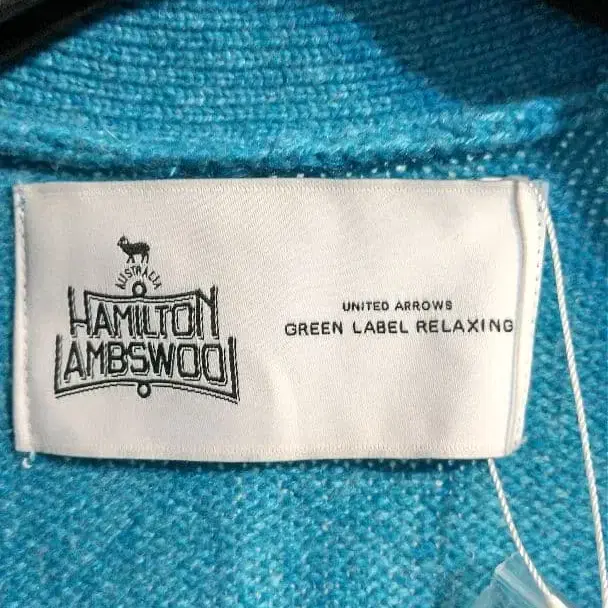 AUSTRALIA
HAMILTON
LAMBSWOOL
UNITED ARROWS
GREEN LABEL RELAXING